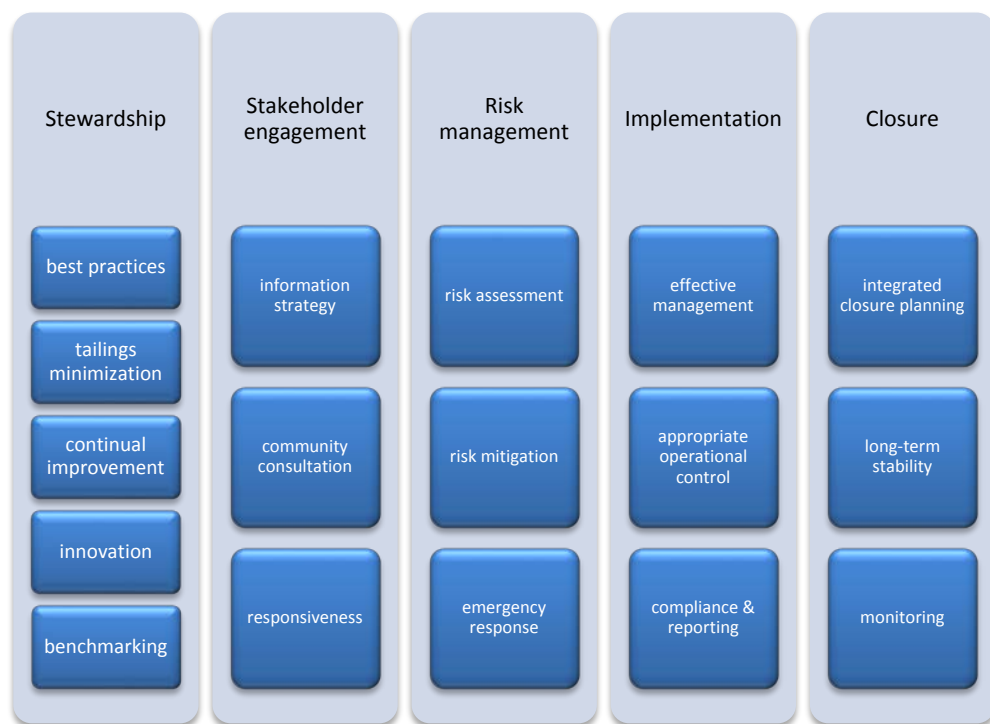 Stewardship
best practices
tailings
minimization
continual
improvement
innovation
benchmarking
Stakeholder
engagement
information
strategy
community
consultation
responsiveness
Risk
management
risk assessment
risk mitigation
emergency
response
Implementation
effective
management
appropriate
operational
control
compliance &
reporting
Closure
integrated
closure planning
long-term
stability
monitoring